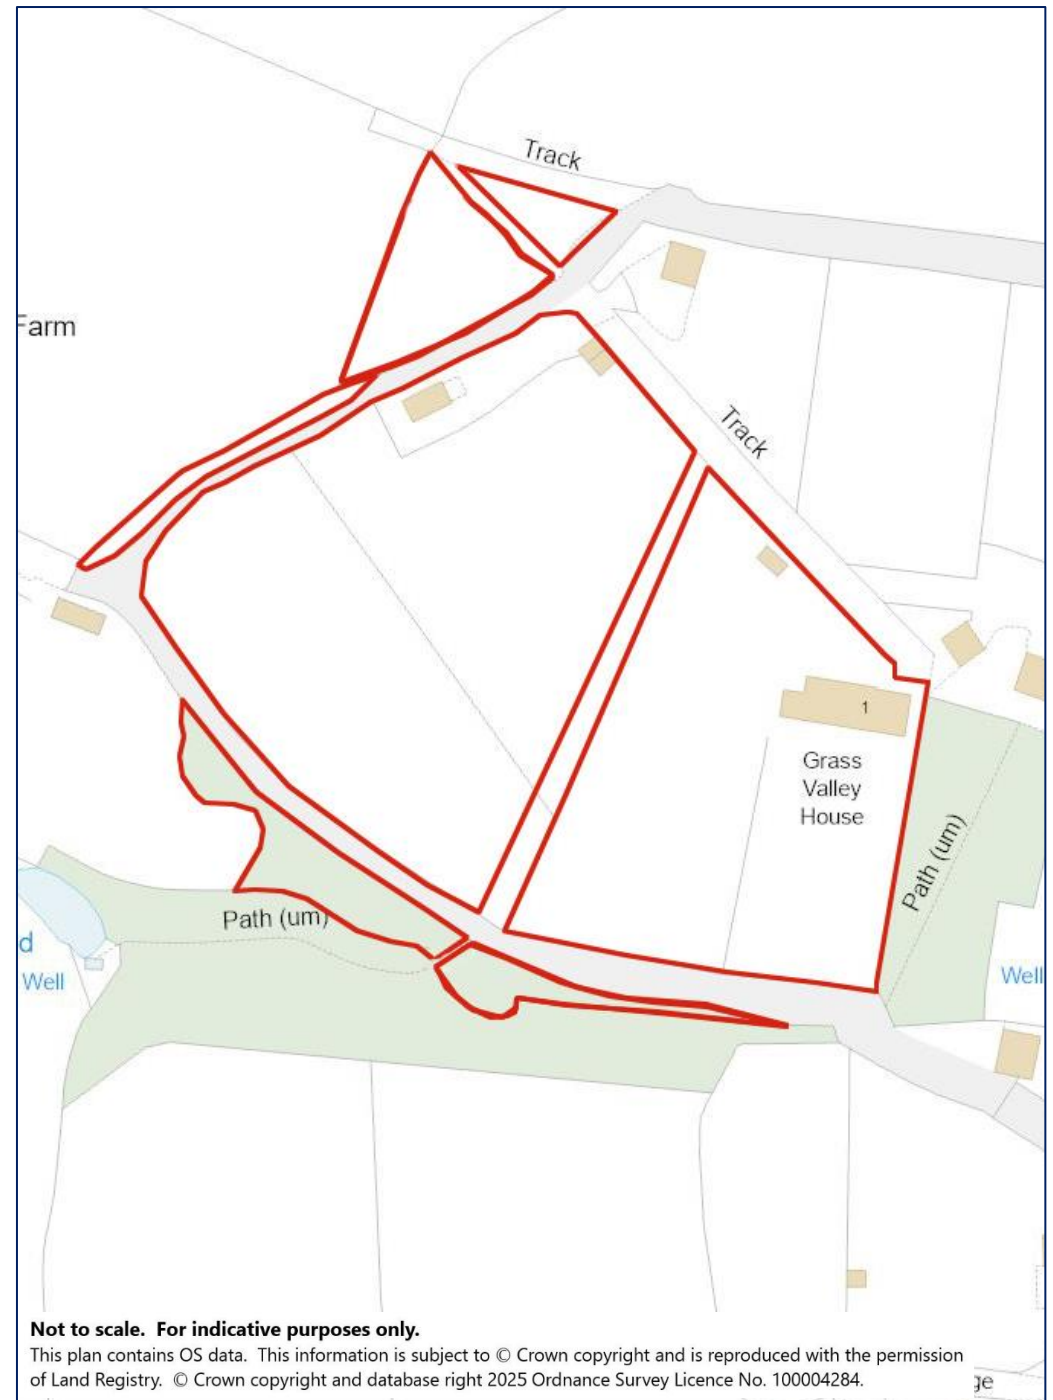 Track
Farm
Track
1
Grass
Valley
House
Path (um)
Path (um)
d
Well
Well
Not to scale.  For indicative purposes only.
This plan contains OS data.  This information is subject to © Crown copyright and is reproduced with the permission
of Land Registry.  © Crown copyright and database right 2025 Ordnance Survey Licence No. 100004284.
ge